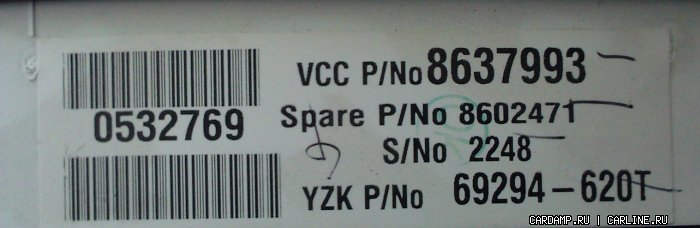 VCC P/No 8637993
0532769
Spare P/No 8602471
S/No 2248
YZK P/No 69294-620T
CARDAMP.RU | CARLINE.RU